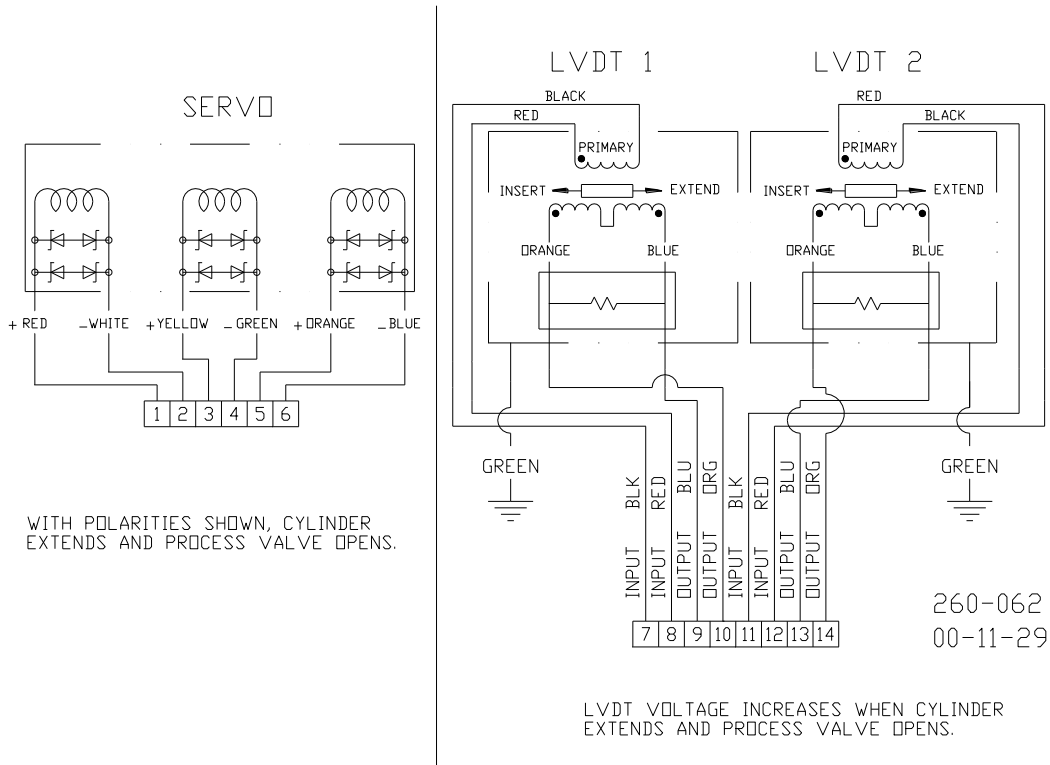 SERVO
+ RED
- WHITE
+ YELLOW
- GREEN
+ ORANGE
- BLUE
1 2 3 4 5 6
WITH POLARITIES SHOWN, CYLINDER
EXTENDS AND PROCESS VALVE OPENS.
LVDT 1
BLACK
RED
PRIMARY
INSERT
EXTEND
ORANGE
BLUE
GREEN
LVDT 2
RED
BLACK
PRIMARY
INSERT
EXTEND
ORANGE
BLUE
GREEN
INPUT BLK
INPUT RED
OUTPUT BLU
OUTPUT ORG
INPUT BLK
INPUT RED
OUTPUT BLU
OUTPUT ORG
7 8 9 10 11 12 13 14
260-062
00-11-29
LVDT VOLTAGE INCREASES WHEN CYLINDER
EXTENDS AND PROCESS VALVE OPENS.